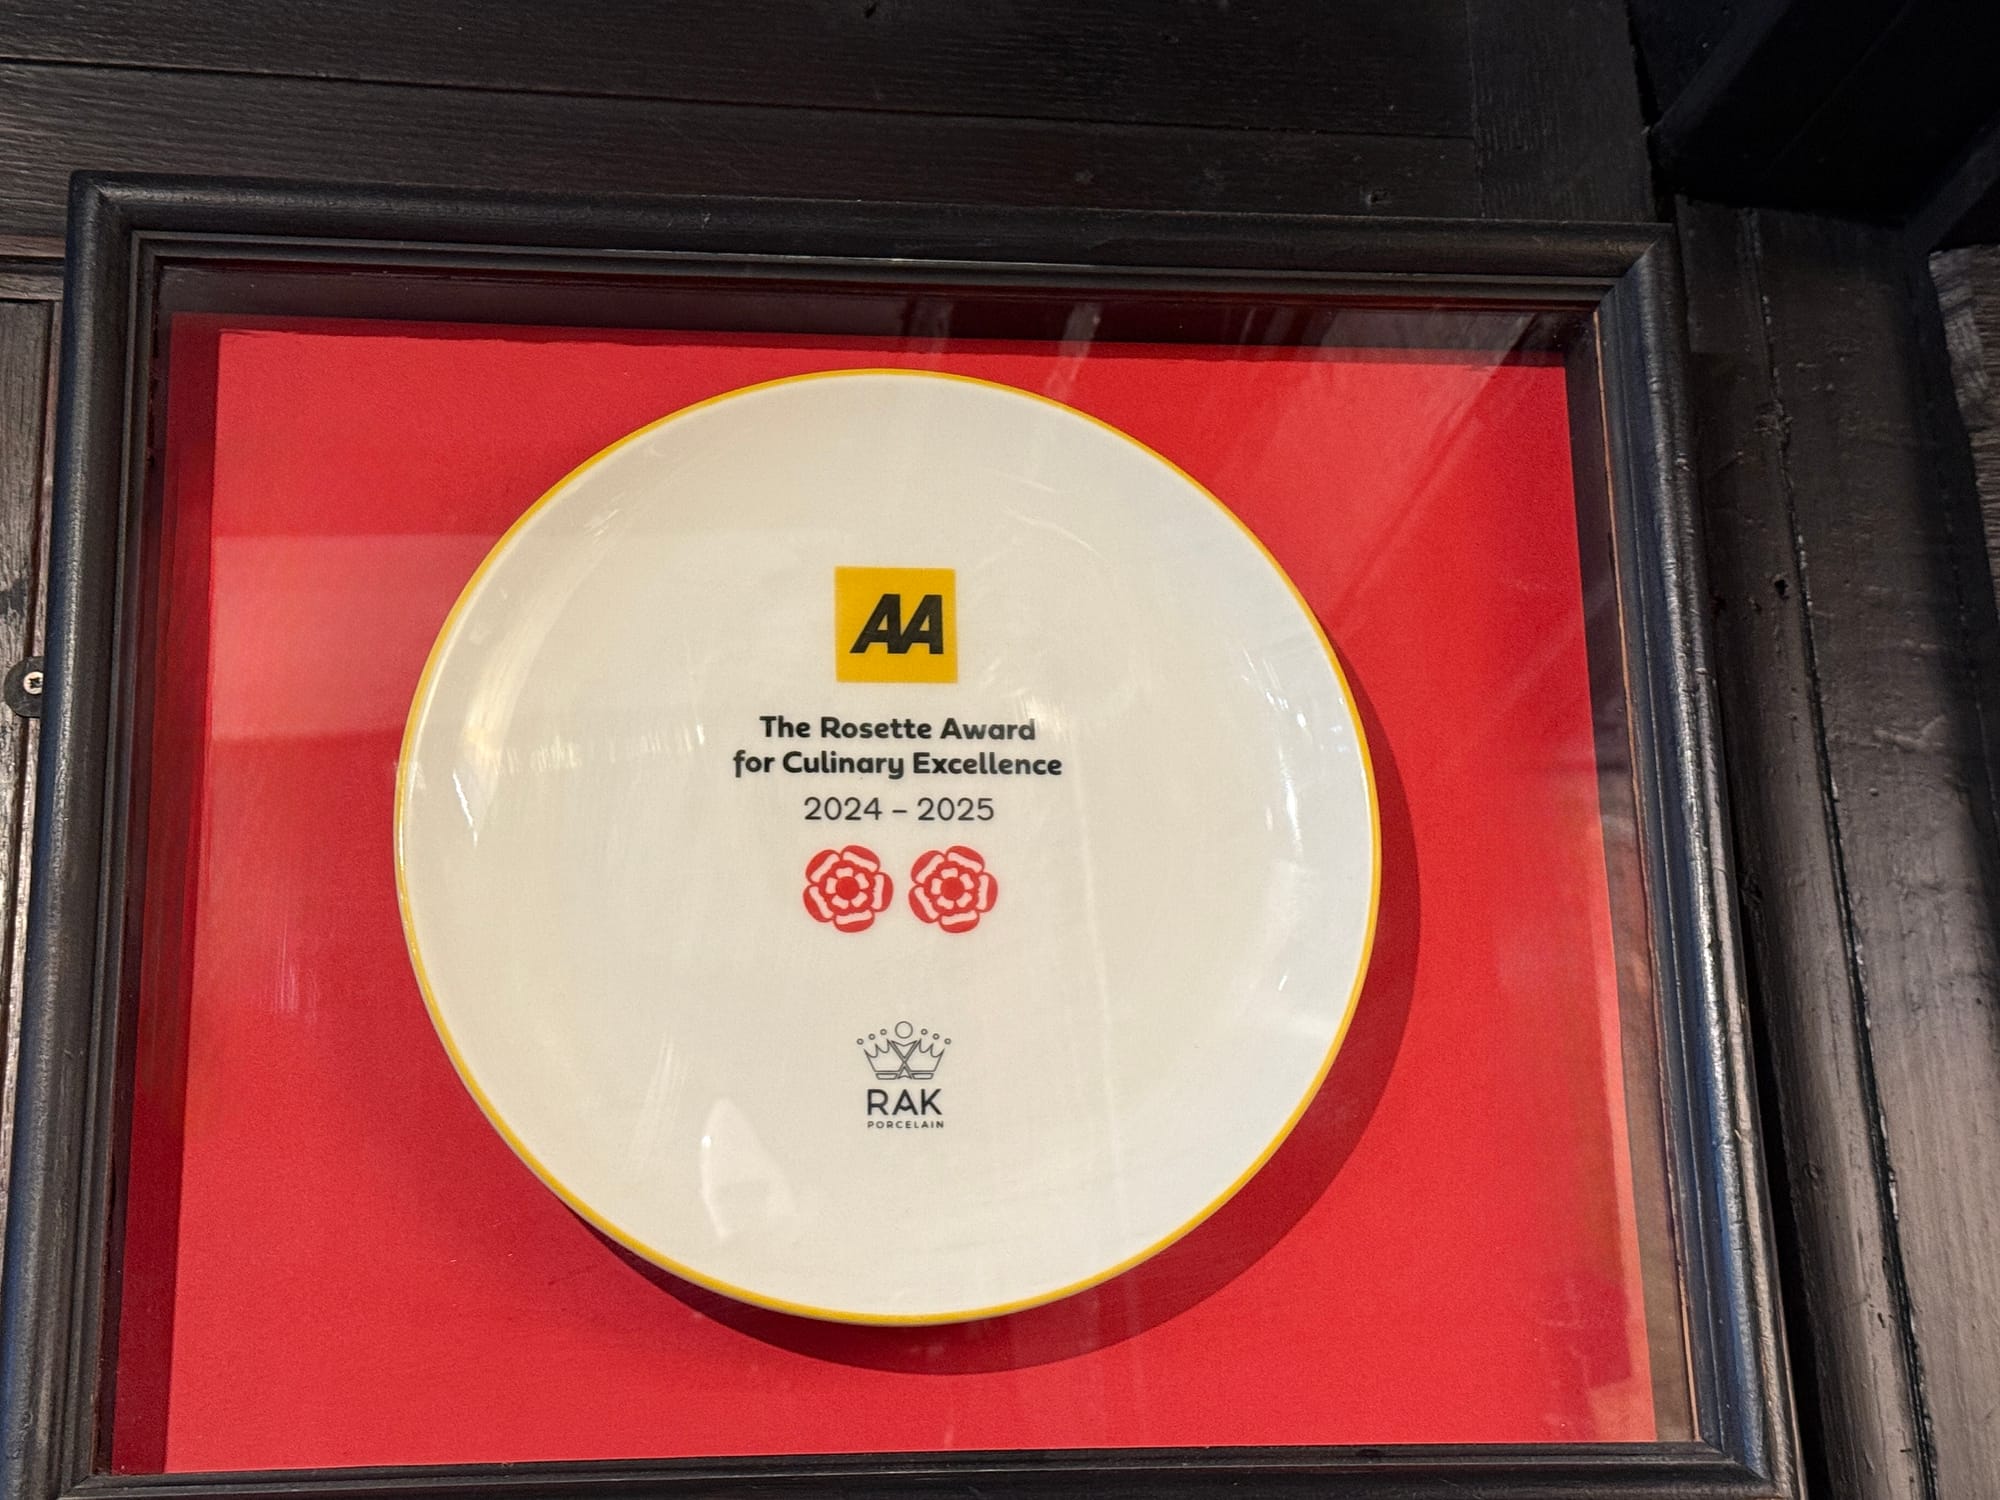 AA
The Rosette Award
for Culinary Excellence
2024 – 2025
RAK
PORCELAIN